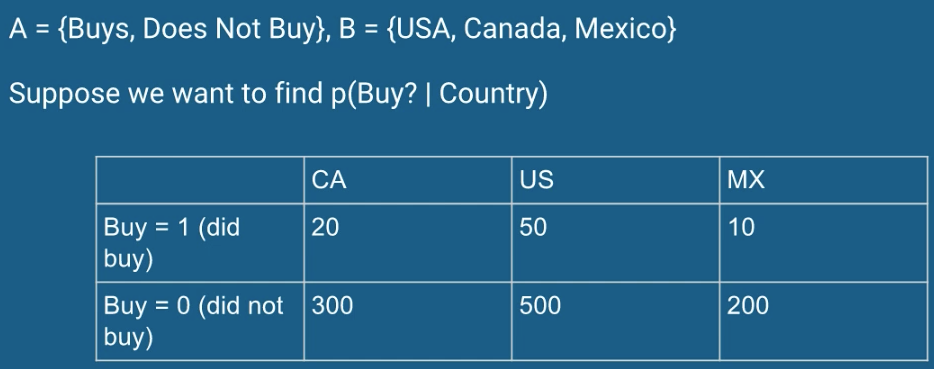 A = {Buys, Does Not Buy}, B = {USA, Canada, Mexico}
Suppose we want to find p(Buy? | Country)
CA US MX
Buy = 1 (did buy) 20 50 10
Buy = 0 (did not buy) 300 500 200